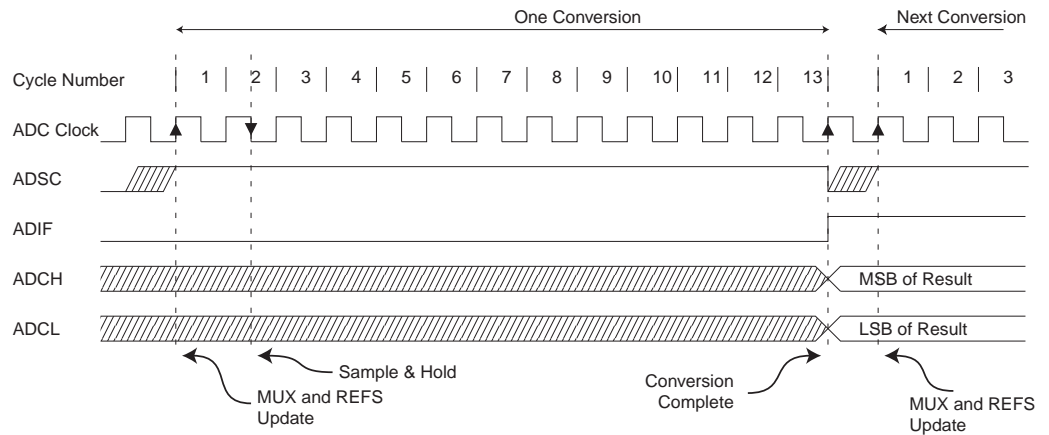 One Conversion
Next Conversion
Cycle Number 1 2 3 4 5 6 7 8 9 10 11 12 13 1 2 3
ADC Clock
ADSC
ADIF
ADCH
MSB of Result
ADCL
LSB of Result
Sample & Hold
MUX and REFS
Update
Conversion
Complete
MUX and REFS
Update